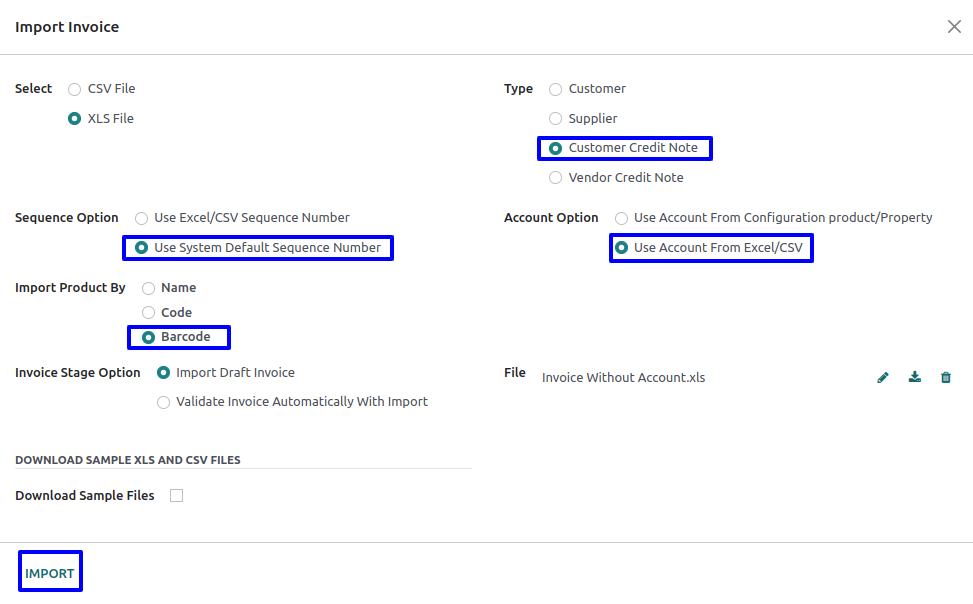 Import Invoice
Select
CSV File
XLS File
Type
Customer
Supplier
Customer Credit Note
Vendor Credit Note
Sequence Option
Use Excel/CSV Sequence Number
Use System Default Sequence Number
Account Option
Use Account From Configuration product/Property
Use Account From Excel/CSV
Import Product By
Name
Code
Barcode
Invoice Stage Option
Import Draft Invoice
Validate Invoice Automatically With Import
File
Invoice Without Account.xls
DOWNLOAD SAMPLE XLS AND CSV FILES
Download Sample Files
IMPORT